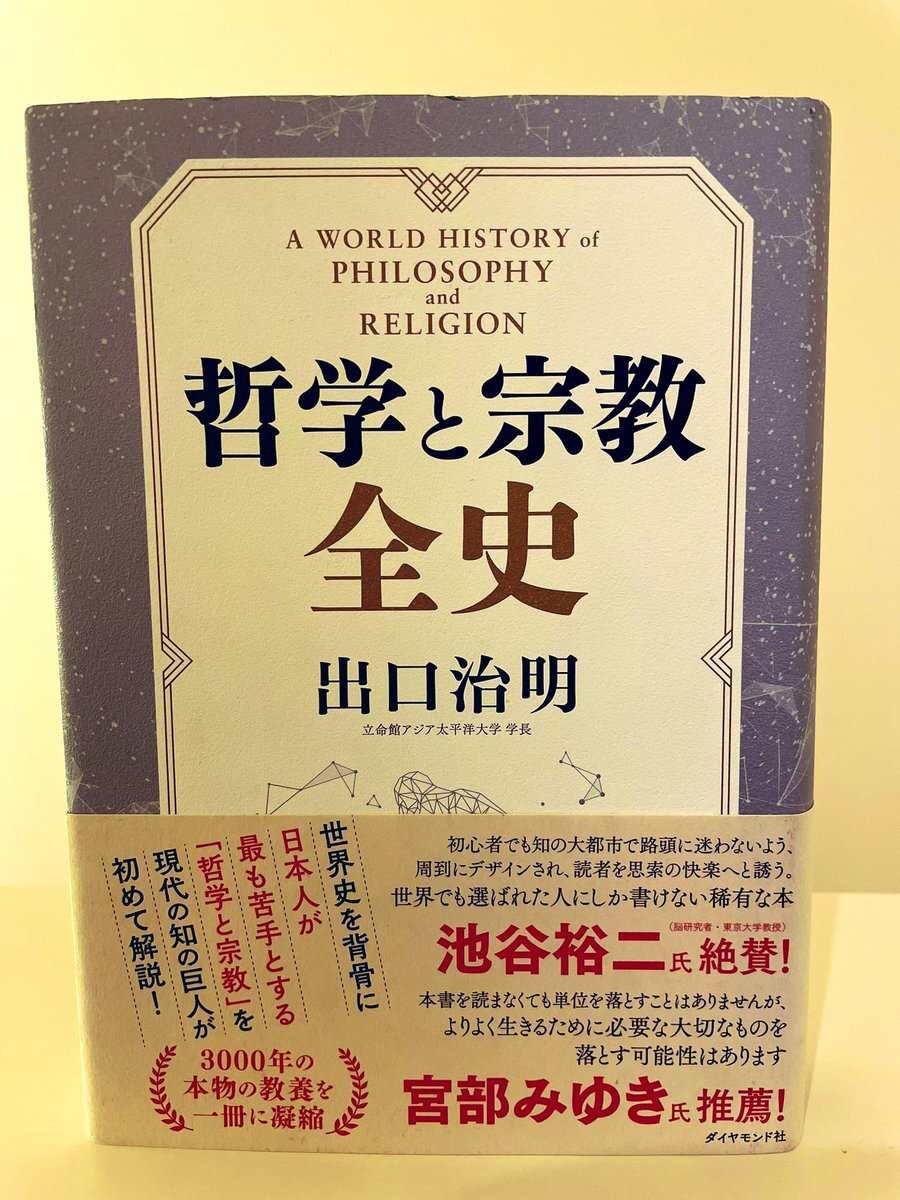 A WORLD HISTORY of
PHILOSOPHY
and
RELIGION
哲学と宗教
全史
出口治明
立命館アジア太平洋大学 学長
世界史を背骨に
日本人が
最も苦手とする
「哲学と宗教」を
現代の知の巨人が
初めて解説！
3000年の
本物の教養を
一冊に凝縮
初心者でも知の大都市で路頭に迷わないよう、
周到にデザインされ、読者を思索の快楽へと誘う。
世界でも選ばれた人にしか書けない稀有な本
（脳研究者・東京大学教授）
池谷裕二氏 絶賛！
本書を読まなくても単位を落とすことはありませんが、
よりよく生きるために必要な大切なものを
落とす可能性はあります
宮部みゆき氏 推薦！
ダイヤモンド社